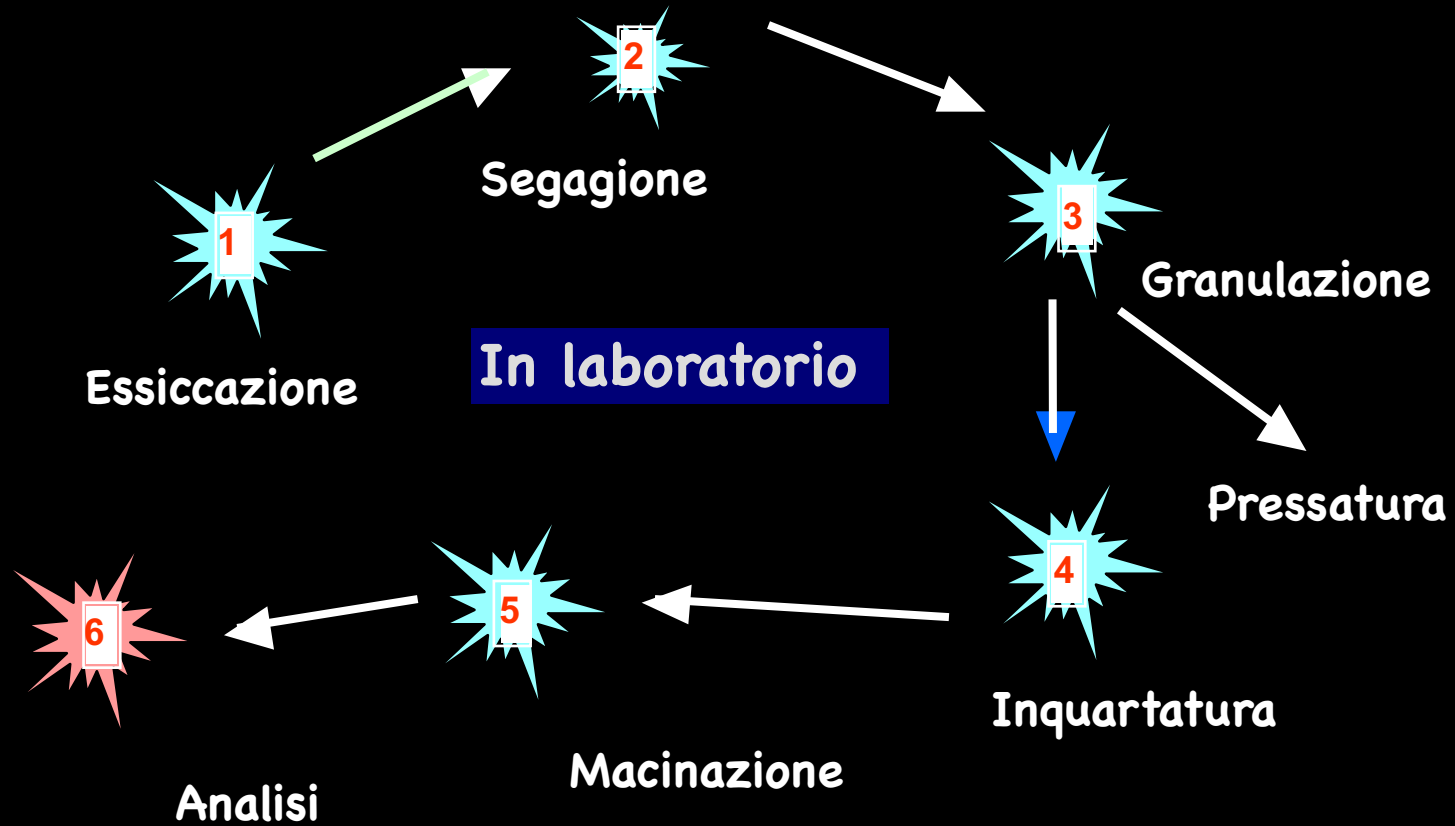 2
Segagione
1
Essiccazione
3
Granulazione
In laboratorio
Pressatura
4
Inquartatura
5
Macinazione
6
Analisi